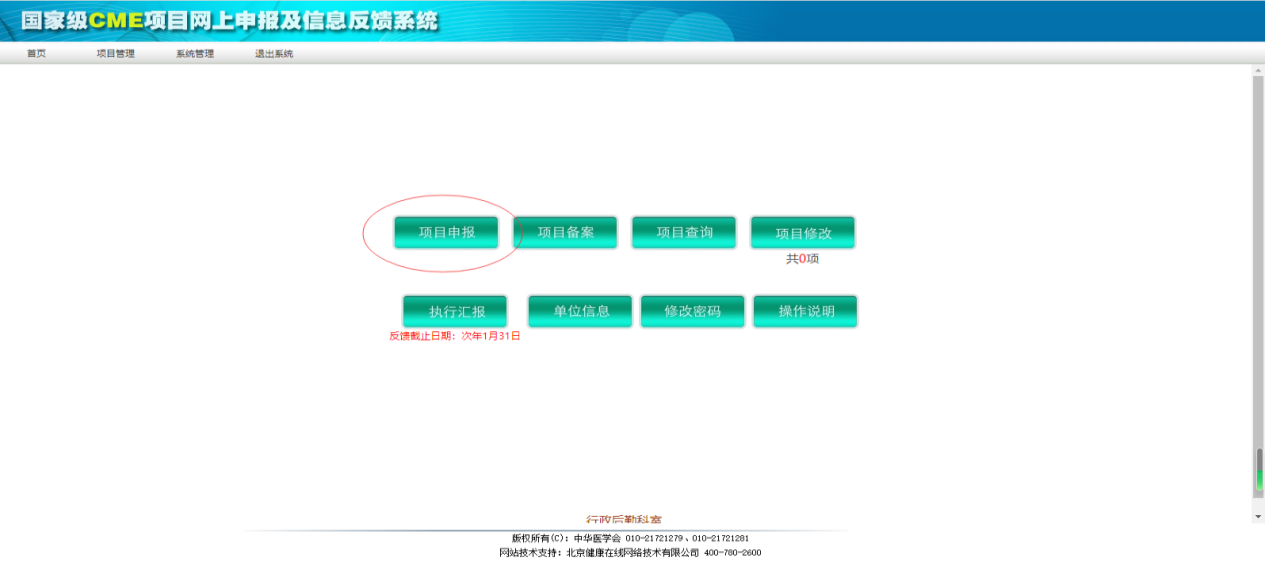 国家级CME项目网上申报及信息反馈系统
首页 项目管理 系统管理 退出系统
项目申报 项目备案 项目查询 项目修改
共0项
执行汇报 单位信息 修改密码 操作说明
反馈截止日期：次年1月31日
行政后勤科室
版权所有(C)：中华医学会 010-21721279、010-21721281
网站技术支持：北京健康在线网络技术有限公司 400-780-2600